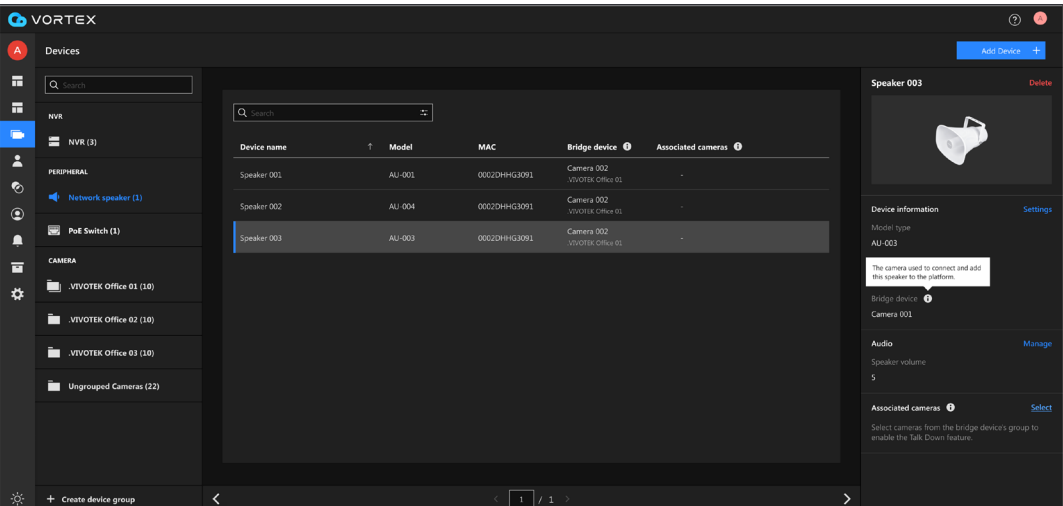 VORTEX
A
A
Devices
Add Device +
Search
NVR
NVR (3)
PERIPHERAL
Network speaker (1)
PoE Switch (1)
CAMERA
.VIVOTEK Office 01 (10)
.VIVOTEK Office 02 (10)
.VIVOTEK Office 03 (10)
Ungrouped Cameras (22)
+ Create device group
Search
Device name ↑ Model MAC Bridge device Associated cameras
Speaker 001 AU-001 0002DHHG3091 Camera 002 -
.VIVOTEK Office 01
Speaker 002 AU-004 0002DHHG3091 Camera 002 -
.VIVOTEK Office 01
Speaker 003 AU-003 0002DHHG3091 Camera 002 -
.VIVOTEK Office 01
< 1 / 1 >
Speaker 003 Delete
Device information Settings
Model type
AU-003
The camera used to connect and add
this speaker to the platform.
Bridge device
Camera 001
Audio Manage
Speaker volume
5
Associated cameras Select
Select cameras from the bridge device's group to
enable the Talk Down feature.